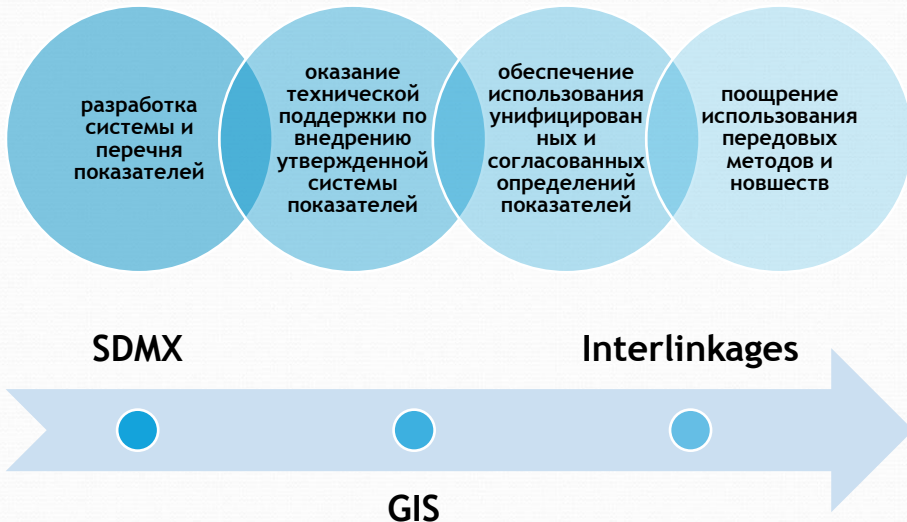 разработка
системы и
перечня
показателей
оказание
технической
поддержки по
внедрению
утвержденной
системы
показателей
обеспечение
использования
унифицирован
ных и
согласованных
определений
показателей
поощрение
использования
передовых
методов и
новшеств
SDMX
Interlinkages
GIS